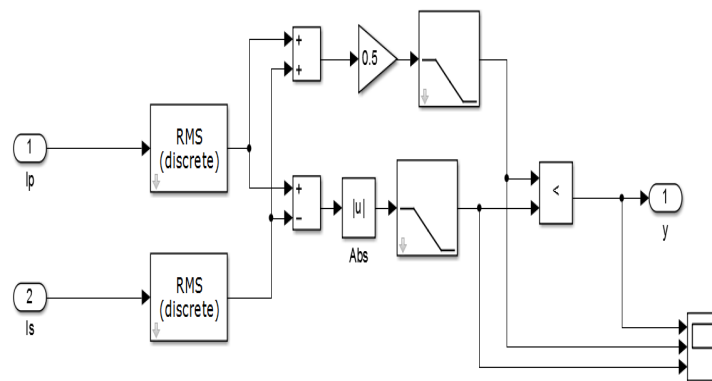 +
+
0.5
1
Ip
RMS
(discrete)
+
−
|u|
Abs
<
1
y
2
Is
RMS
(discrete)